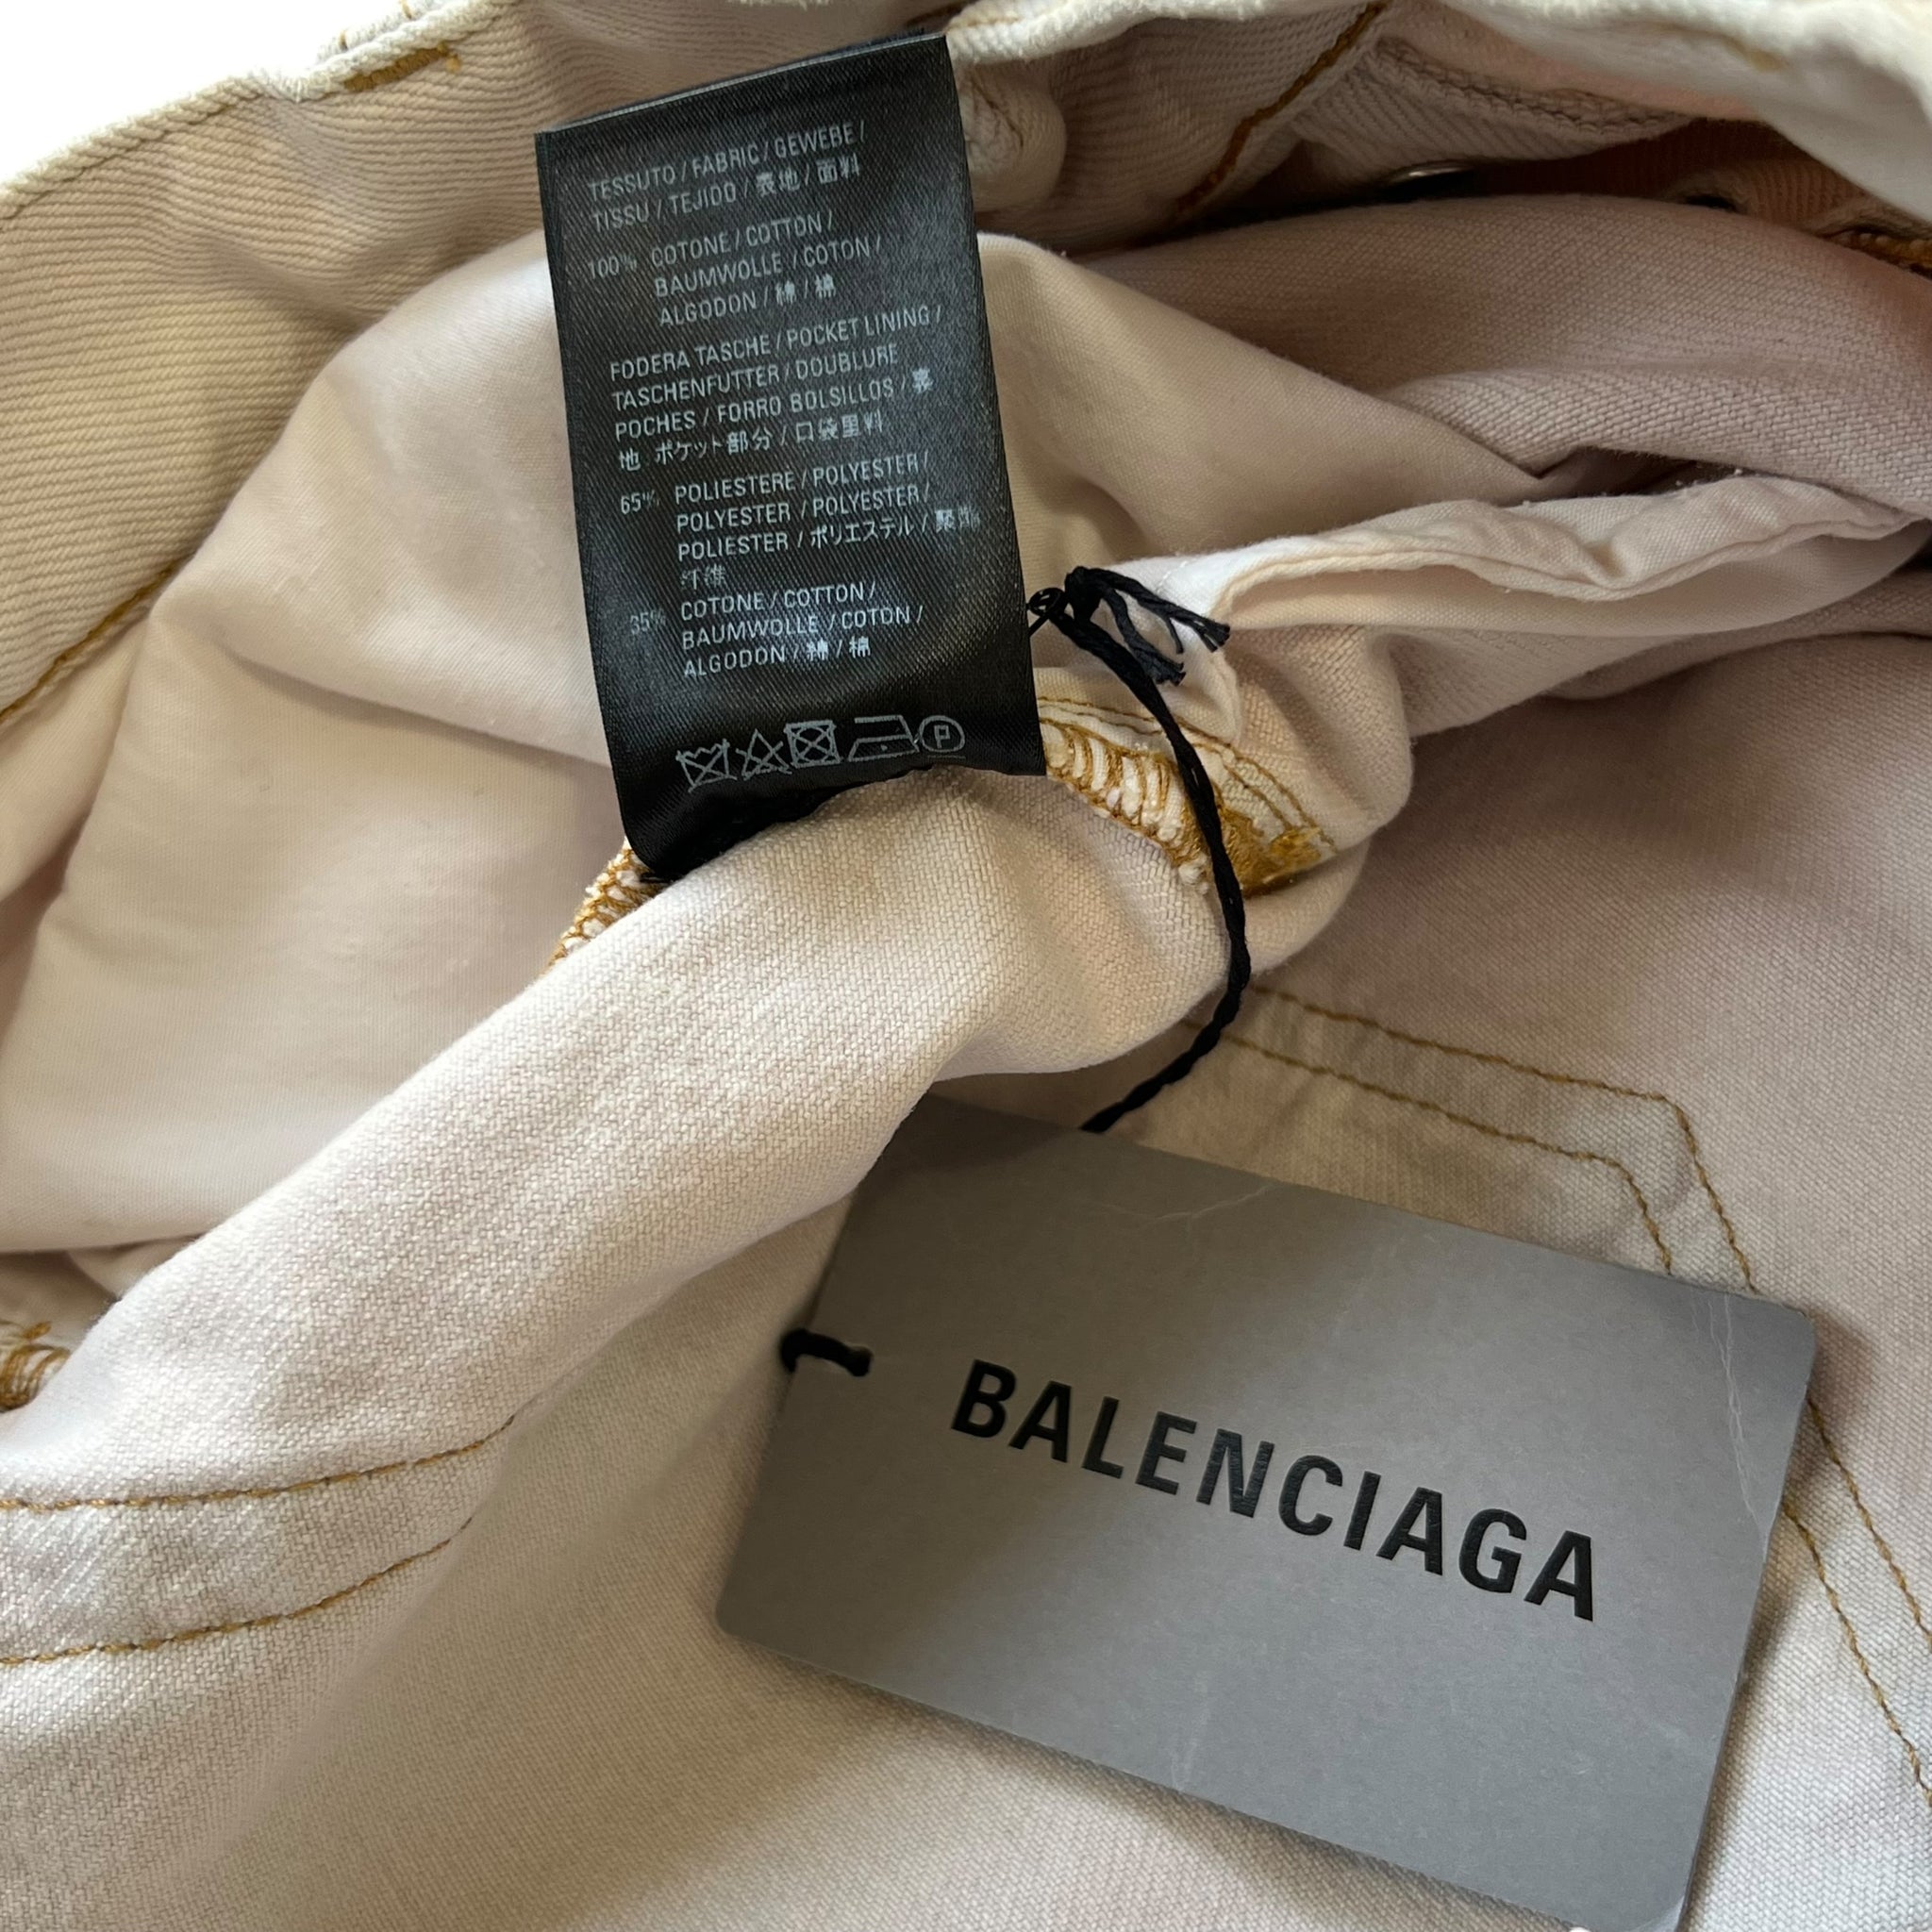 TESSUTO / FABRIC / GEWEBE /
TISSU / TEJIDO / 表地 / 面料
100% COTONE / COTTON /
BAUMWOLLE / COTON /
ALGODON / 綿 / 棉
FODERA TASCHE / POCKET LINING /
TASCHENFUTTER / DOUBLURE
POCHES / FORRO BOLSILLOS / 裏
地 ポケット部分 / 口袋里料
65% POLIESTERE / POLYESTER /
POLYESTER / POLYESTER /
POLIESTER / ポリエステル / 聚酯
纤维
35% COTONE / COTTON /
BAUMWOLLE / COTON /
ALGODON / 綿 / 棉
P
BALENCIAGA